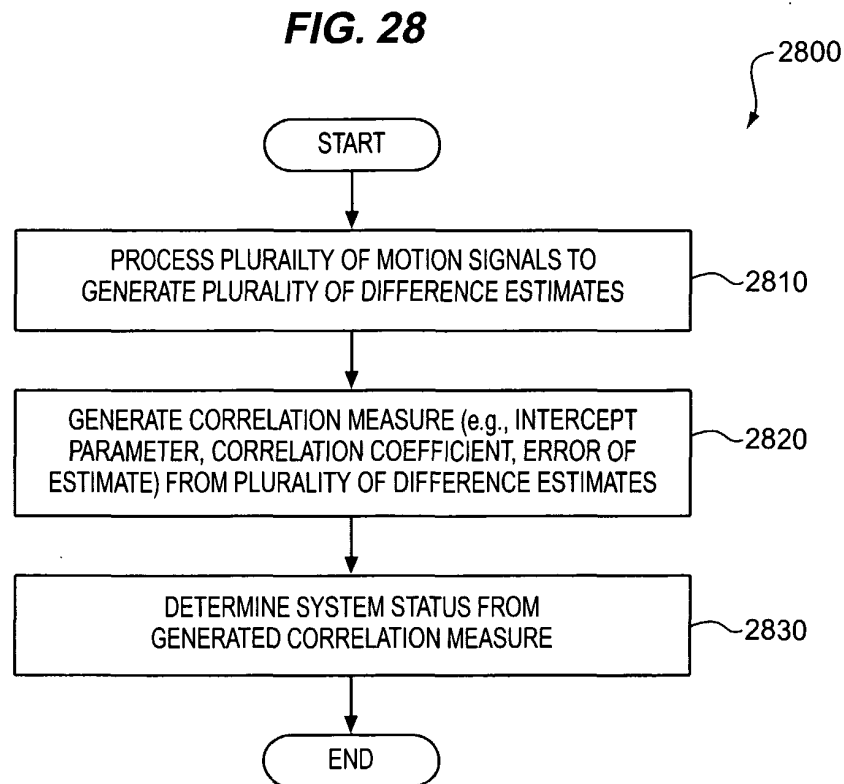 FIG. 28
2800
START
PROCESS PLURAILTY OF MOTION SIGNALS TO
GENERATE PLURALITY OF DIFFERENCE ESTIMATES
2810
GENERATE CORRELATION MEASURE (e.g., INTERCEPT
PARAMETER, CORRELATION COEFFICIENT, ERROR OF
ESTIMATE) FROM PLURALITY OF DIFFERENCE ESTIMATES
2820
DETERMINE SYSTEM STATUS FROM
GENERATED CORRELATION MEASURE
2830
END